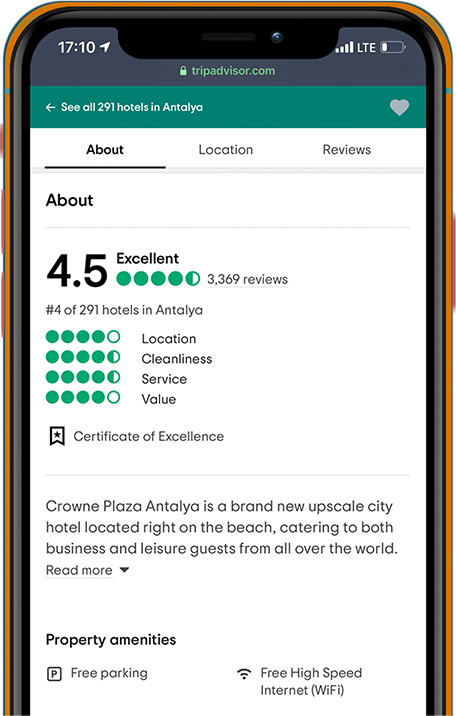 17:10 LTE
tripadvisor.com
← See all 291 hotels in Antalya
About Location Reviews
About
4.5 Excellent
3,369 reviews
#4 of 291 hotels in Antalya
Location
Cleanliness
Service
Value
Certificate of Excellence
Crowne Plaza Antalya is a brand new upscale city
hotel located right on the beach, catering to both
business and leisure guests from all over the world.
Read more
Property amenities
P Free parking
Free High Speed
Internet (WiFi)